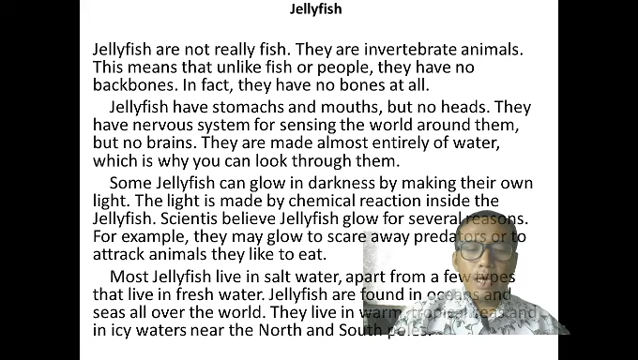 Jellyfish
Jellyfish are not really fish. They are invertebrate animals.
This means that unlike fish or people, they have no
backbones. In fact, they have no bones at all.
Jellyfish have stomachs and mouths, but no heads. They
have nervous system for sensing the world around them,
but no brains. They are made almost entirely of water,
which is why you can look through them.
Some Jellyfish can glow in darkness by making their own
light. The light is made by chemical reaction inside the
Jellyfish. Scientis believe Jellyfish glow for several reasons.
For example, they may glow to scare away predators or to
attrack animals they like to eat.
Most Jellyfish live in salt water, apart from a few types
that live in fresh water. Jellyfish are found in oceans and
seas all over the world. They live in warm, tropical seas and
in icy waters near the North and South poles.